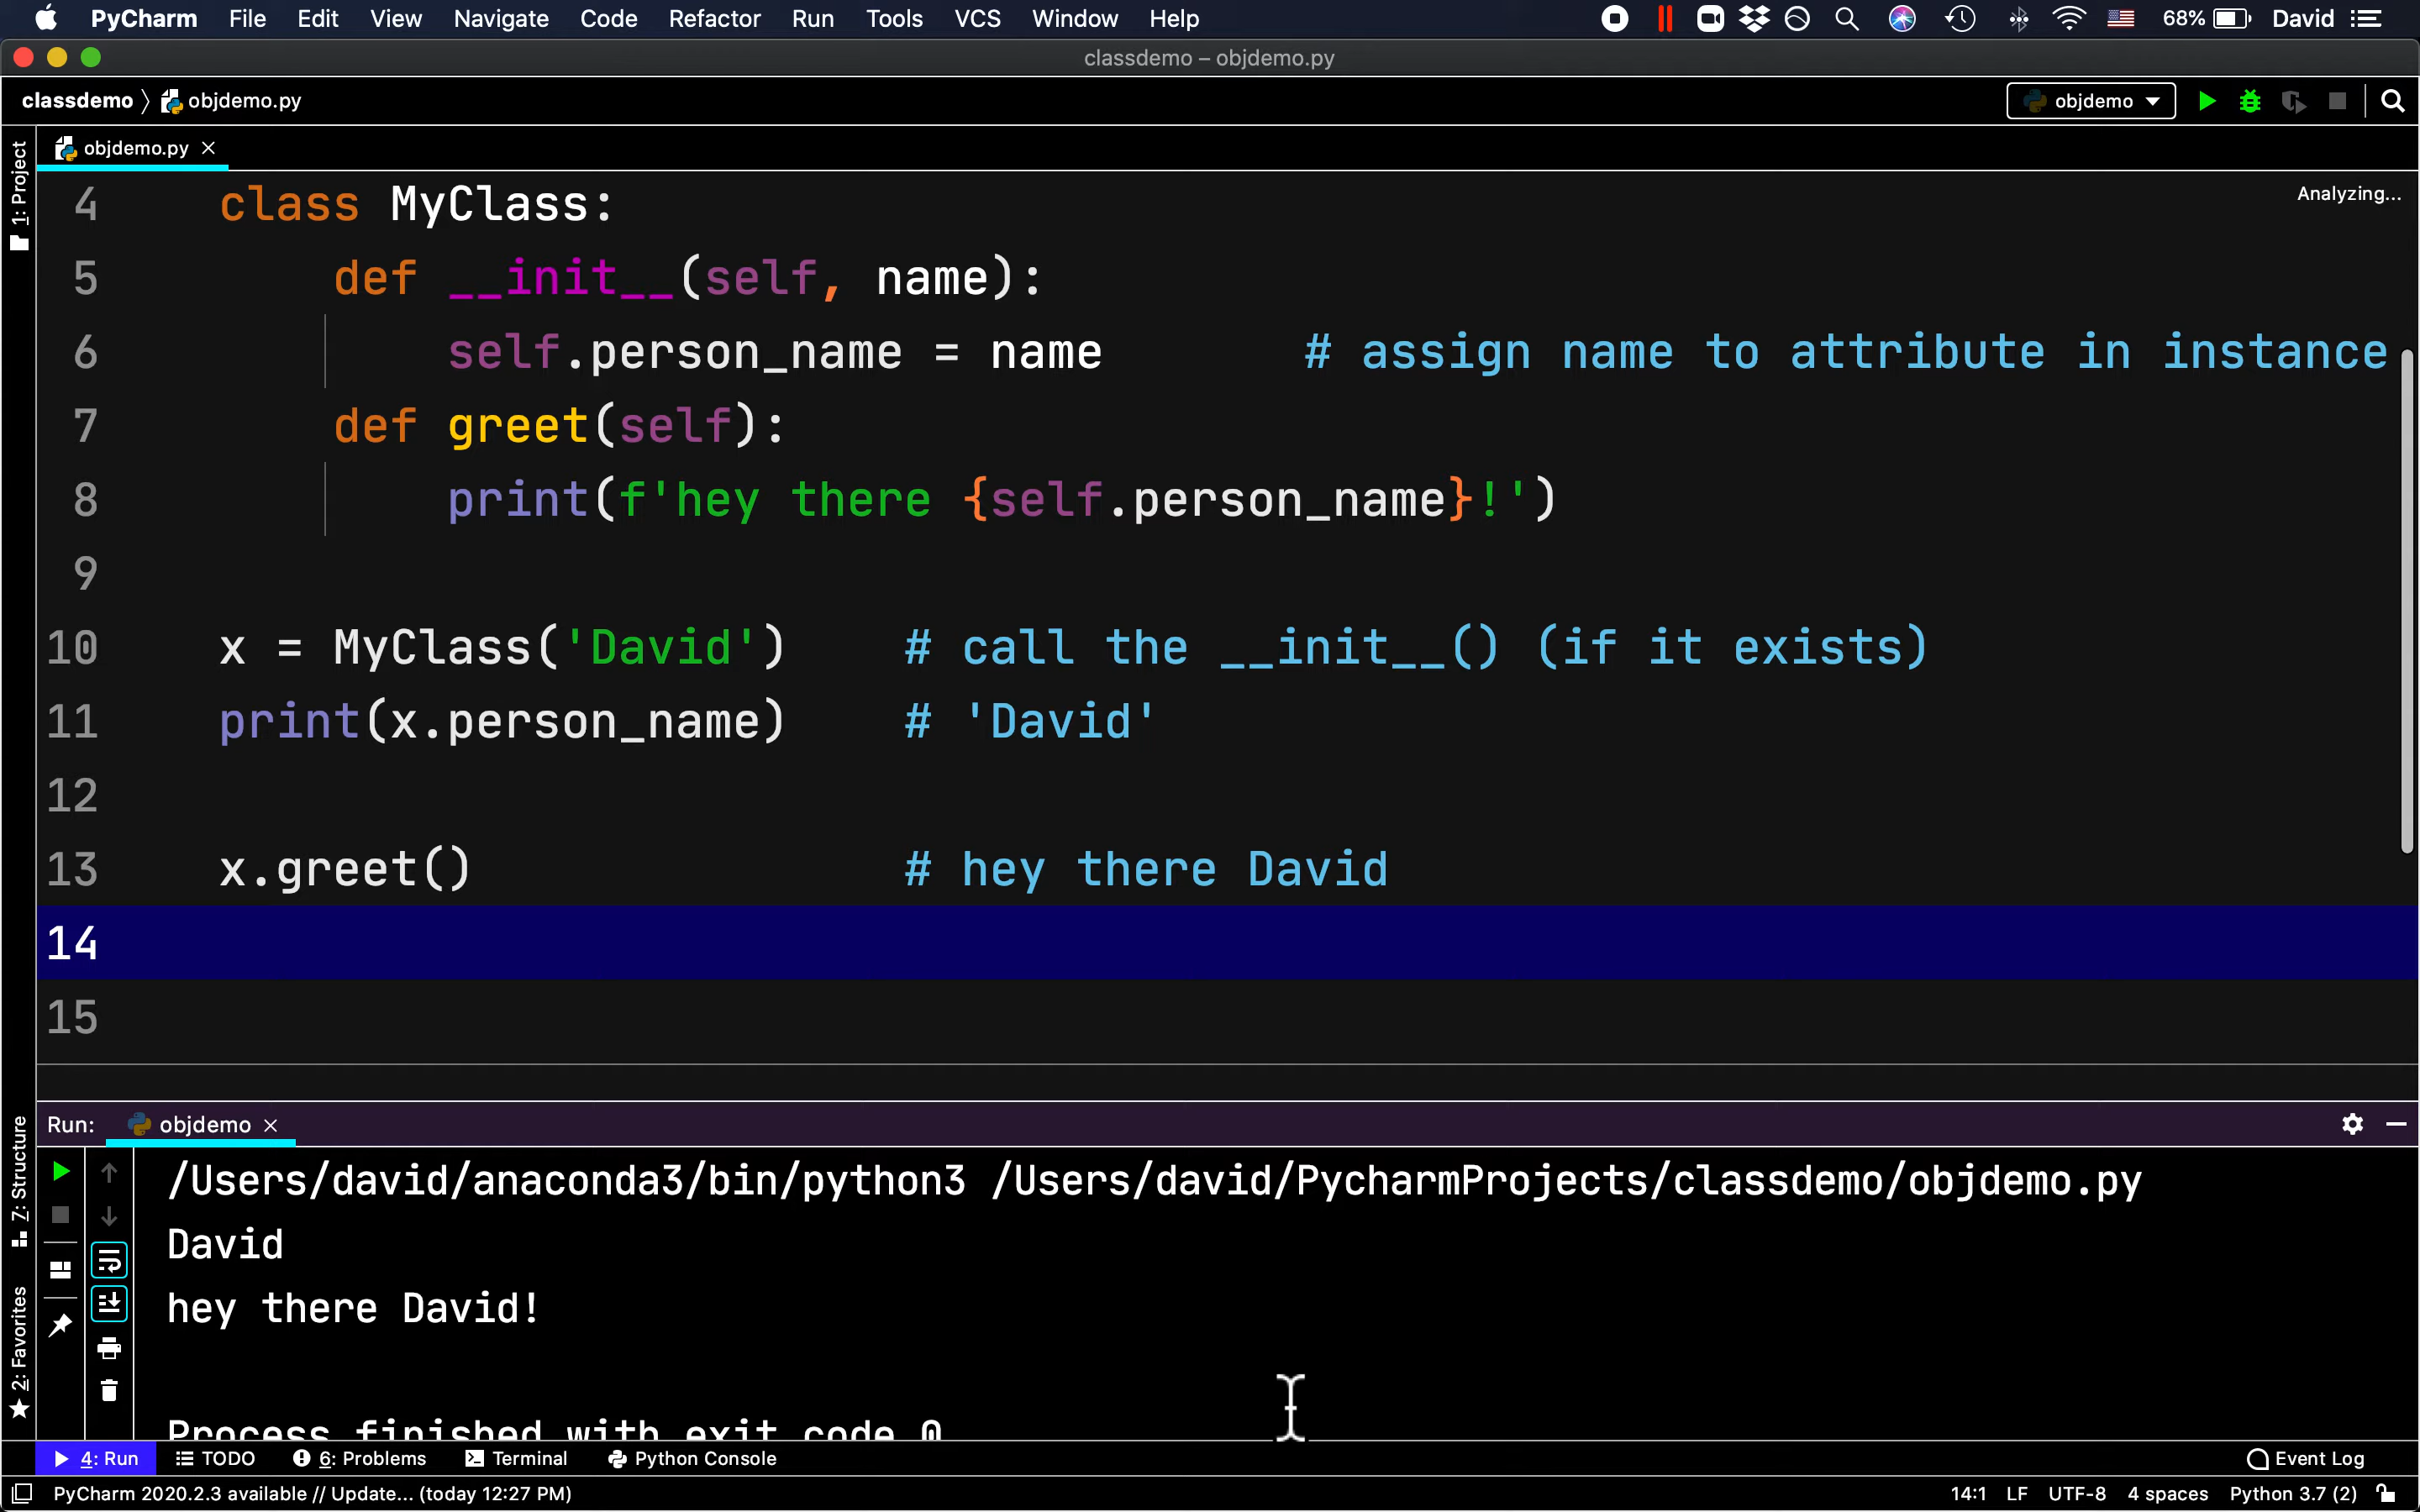 PyCharm File Edit View Navigate Code Refactor Run Tools VCS Window Help 68% David
classdemo – objdemo.py
classdemo objdemo.py objdemo
1: Project
objdemo.py
Analyzing...
4 class MyClass:
5 def __init__(self, name):
6 self.person_name = name # assign name to attribute in instance
7 def greet(self):
8 print(f'hey there {self.person_name}!')
9
10 x = MyClass('David') # call the __init__() (if it exists)
11 print(x.person_name) # 'David'
12
13 x.greet() # hey there David
14
15
Run: objdemo
7: Structure
2: Favorites
/Users/david/anaconda3/bin/python3 /Users/david/PycharmProjects/classdemo/objdemo.py
David
hey there David!
Process finished with exit code 0
4: Run TODO 6: Problems Terminal Python Console Event Log
PyCharm 2020.2.3 available // Update... (today 12:27 PM) 14:1 LF UTF-8 4 spaces Python 3.7 (2)